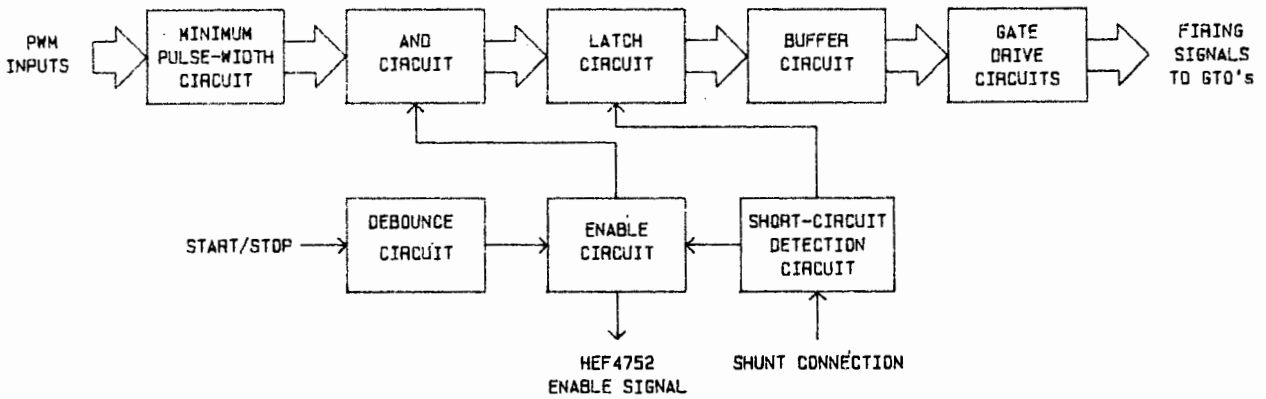 PWM
INPUTS
MINIMUM
PULSE-WIDTH
CIRCUIT
AND
CIRCUIT
LATCH
CIRCUIT
BUFFER
CIRCUIT
GATE
DRIVE
CIRCUITS
FIRING
SIGNALS
TO GTO's
START/STOP
DEBOUNCE
CIRCUIT
ENABLE
CIRCUIT
SHORT-CIRCUIT
DETECTION
CIRCUIT
HEF4752
ENABLE SIGNAL
SHUNT CONNECTION